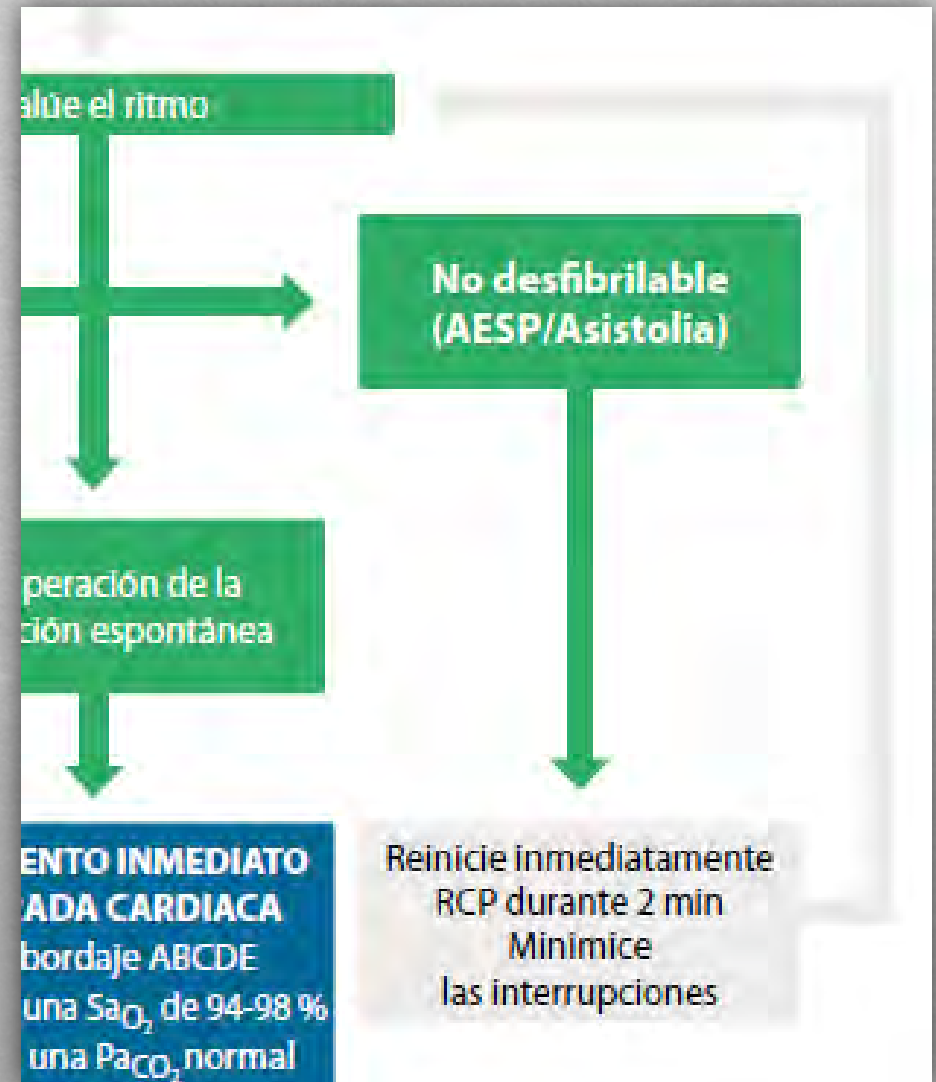 alúe el ritmo
No desfibrilable
(AESP/Asistolia)
peración de la
ción espontánea
ENTO INMEDIATO
ADA CARDIACA
bordaje ABCDE
una SaO₂ de 94-98 %
una PaCO₂ normal
Reinicie inmediatamente
RCP durante 2 min
Minimice
las interrupciones